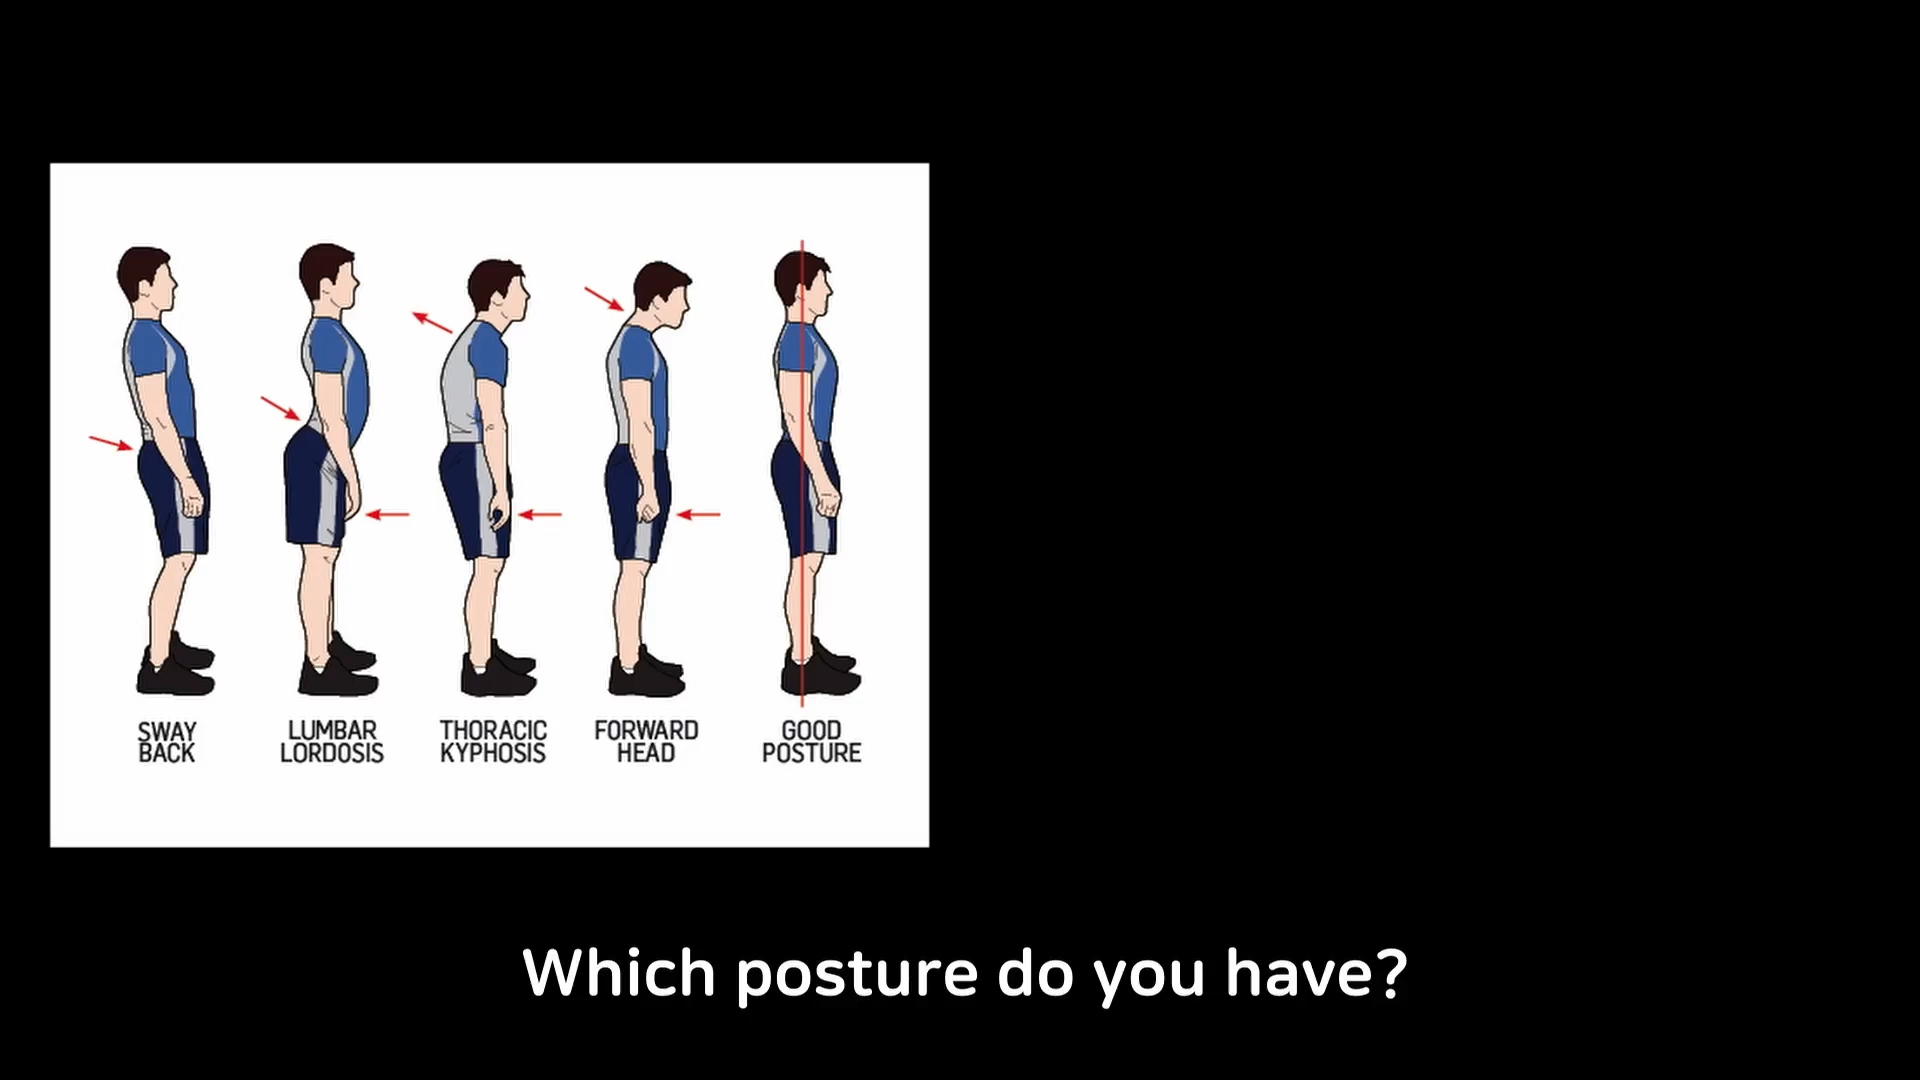 SWAY
BACK
LUMBAR
LORDOSIS
THORACIC
KYPHOSIS
FORWARD
HEAD
GOOD
POSTURE
Which posture do you have?